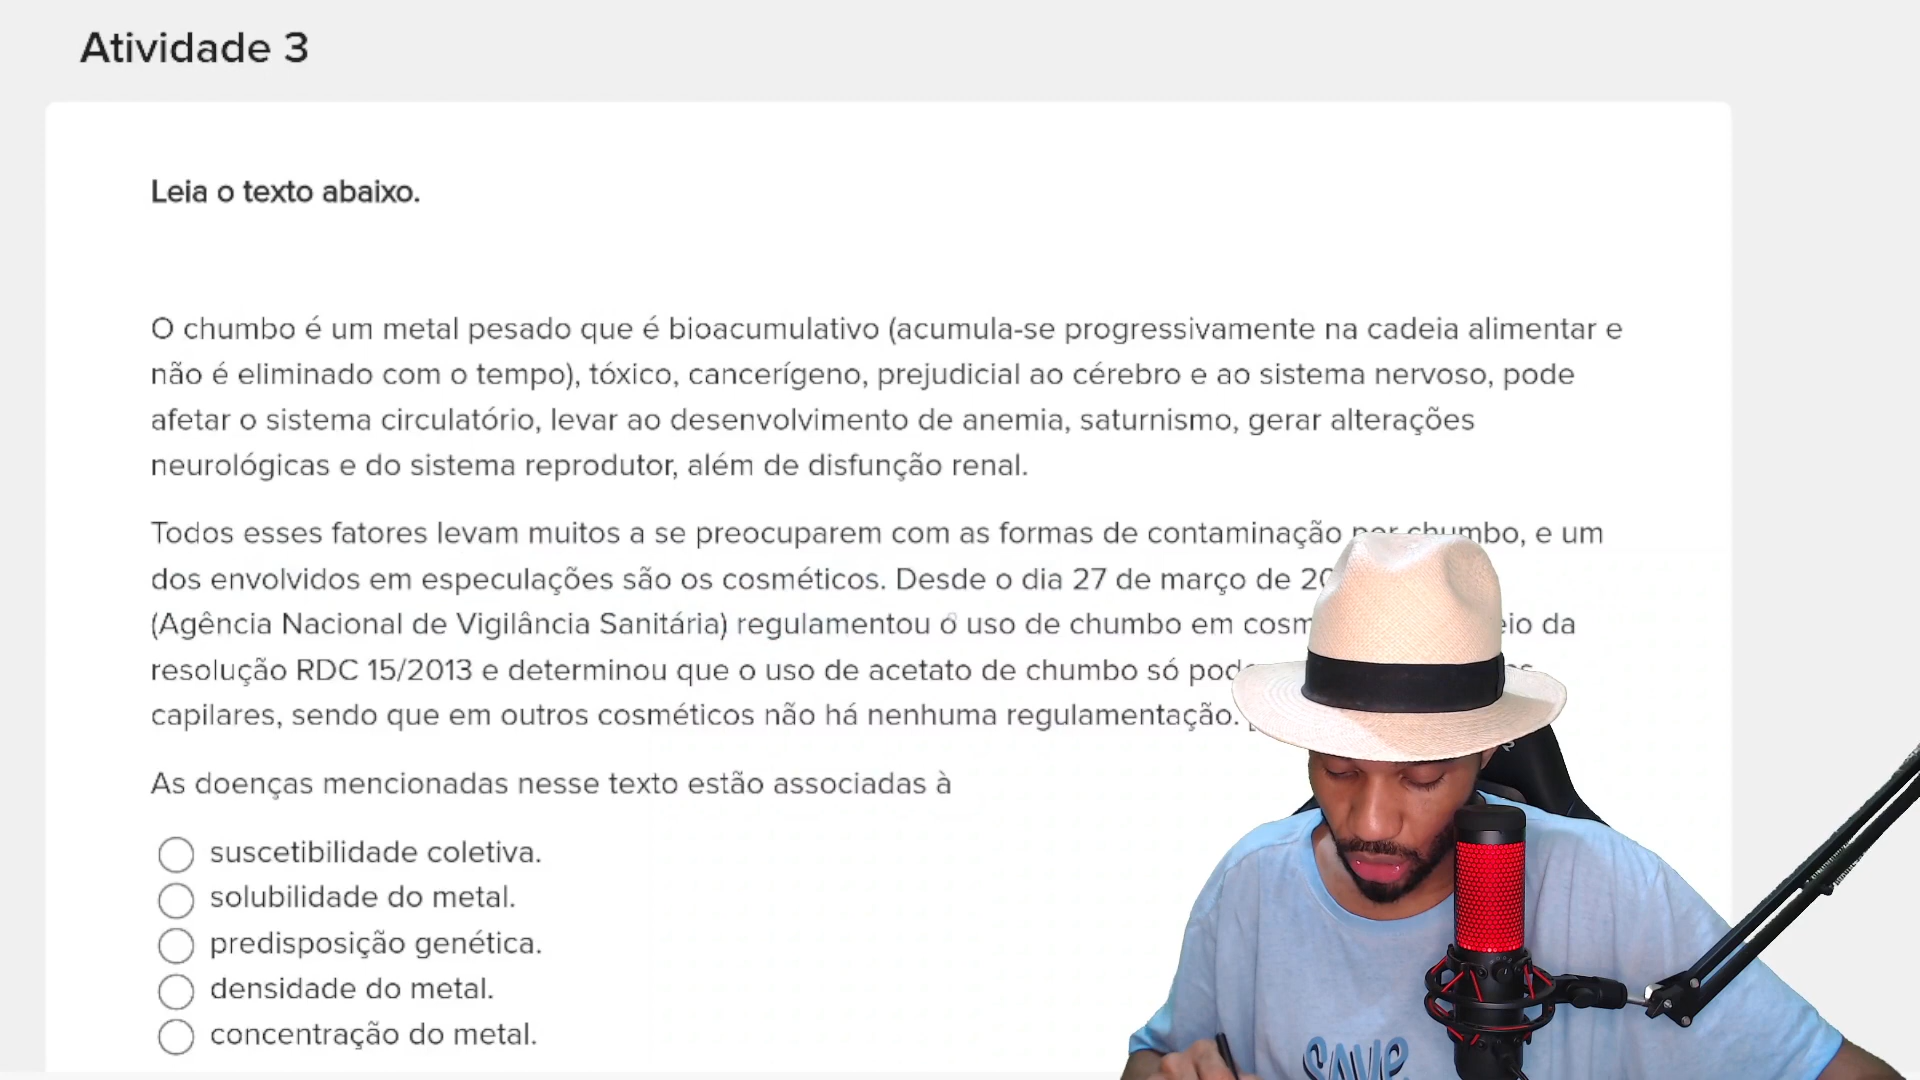 Atividade 3
Leia o texto abaixo.
O chumbo é um metal pesado que é bioacumulativo (acumula-se progressivamente na cadeia alimentar e
não é eliminado com o tempo), tóxico, cancerígeno, prejudicial ao cérebro e ao sistema nervoso, pode
afetar o sistema circulatório, levar ao desenvolvimento de anemia, saturnismo, gerar alterações
neurológicas e do sistema reprodutor, além de disfunção renal.
Todos esses fatores levam muitos a se preocuparem com as formas de contaminação por chumbo, e um
dos envolvidos em especulações são os cosméticos. Desde o dia 27 de março de
(Agência Nacional de Vigilância Sanitária) regulamentou o uso de chumbo em da
resolução RDC 15/2013 e determinou que o uso de acetato de chumbo só
capilares, sendo que em outros cosméticos não há nenhuma regulamentação.
As doenças mencionadas nesse texto estão associadas à
suscetibilidade coletiva.
solubilidade do metal.
predisposição genética.
densidade do metal.
concentração do metal.
SAVE